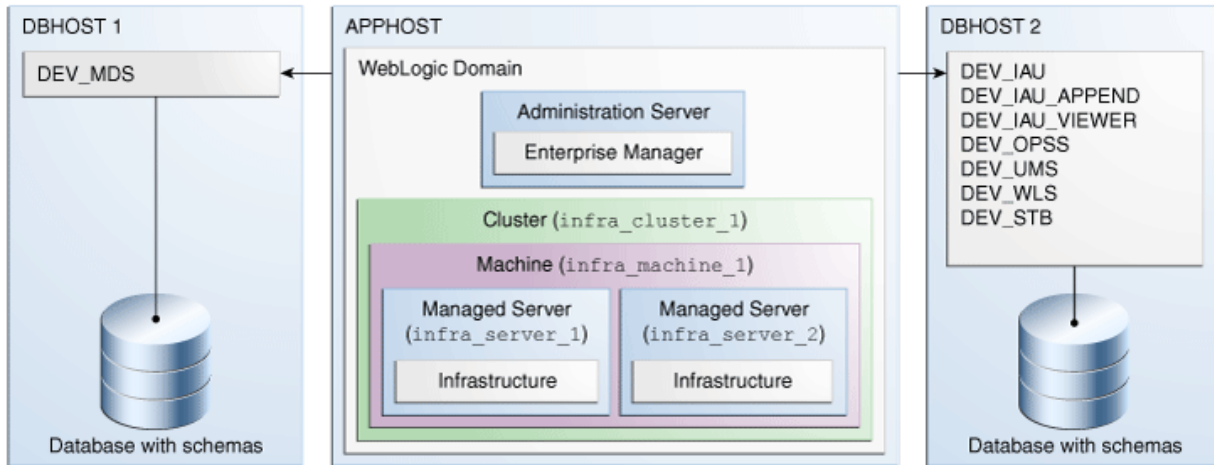 DBHOST 1
DEV_MDS
Database with schemas
APPHOST
WebLogic Domain
Administration Server
Enterprise Manager
Cluster (infra_cluster_1)
Machine (infra_machine_1)
Managed Server
(infra_server_1)
Infrastructure
Managed Server
(infra_server_2)
Infrastructure
DBHOST 2
DEV_IAU
DEV_IAU_APPEND
DEV_IAU_VIEWER
DEV_OPSS
DEV_UMS
DEV_WLS
DEV_STB
Database with schemas